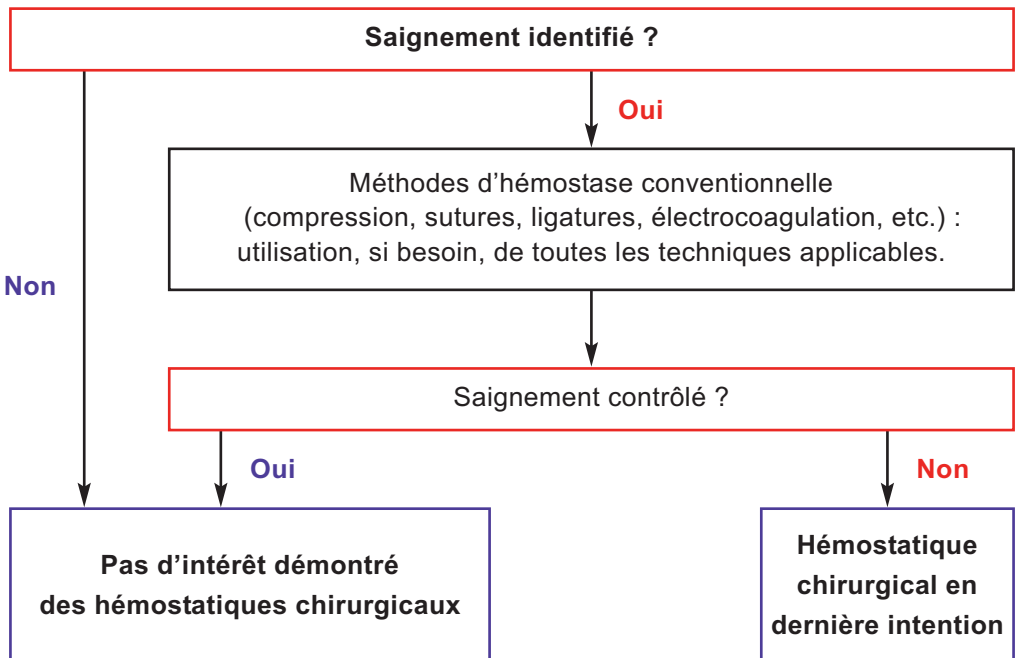 Saignement identifié ?
Oui
Méthodes d'hémostase conventionnelle
(compression, sutures, ligatures, électrocoagulation, etc.) :
utilisation, si besoin, de toutes les techniques applicables.
Non
Saignement contrôlé ?
Oui
Non
Pas d'intérêt démontré
des hémostatiques chirurgicaux
Hémostatique
chirurgical en
dernière intention